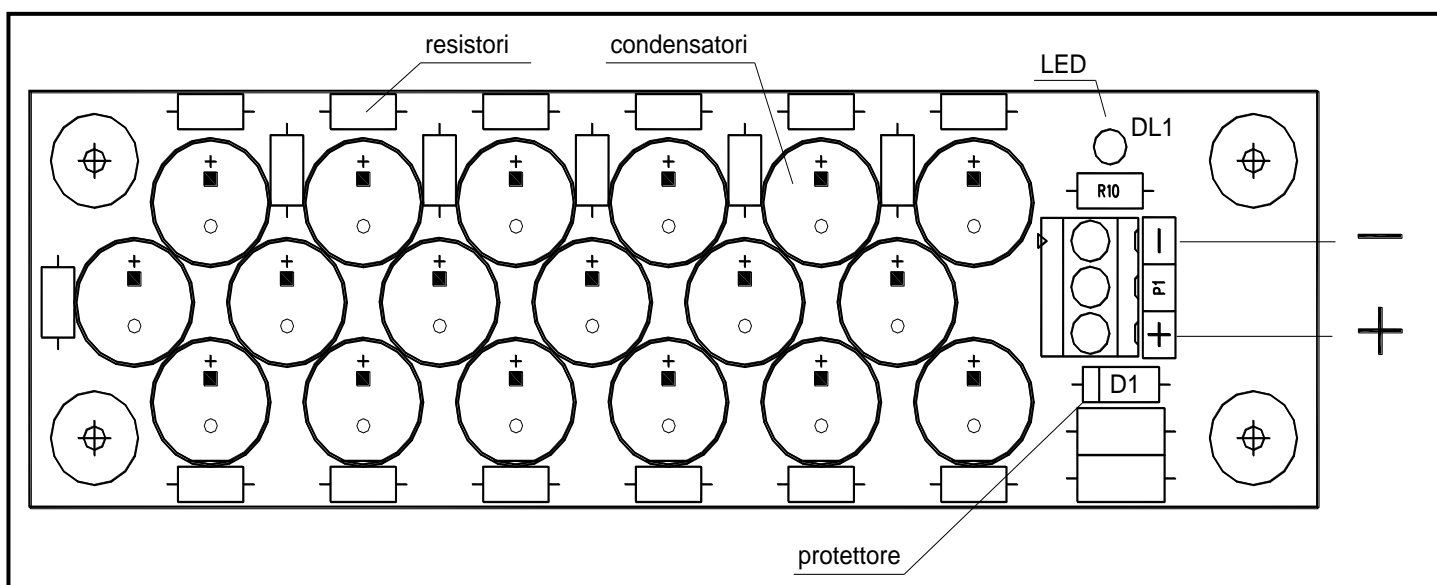 resistori
condensatori
LED
DL1
R10
−
P1
+
D1
protettore
−
+
+ + + + + +
+ + + + + +
+ + + + + +